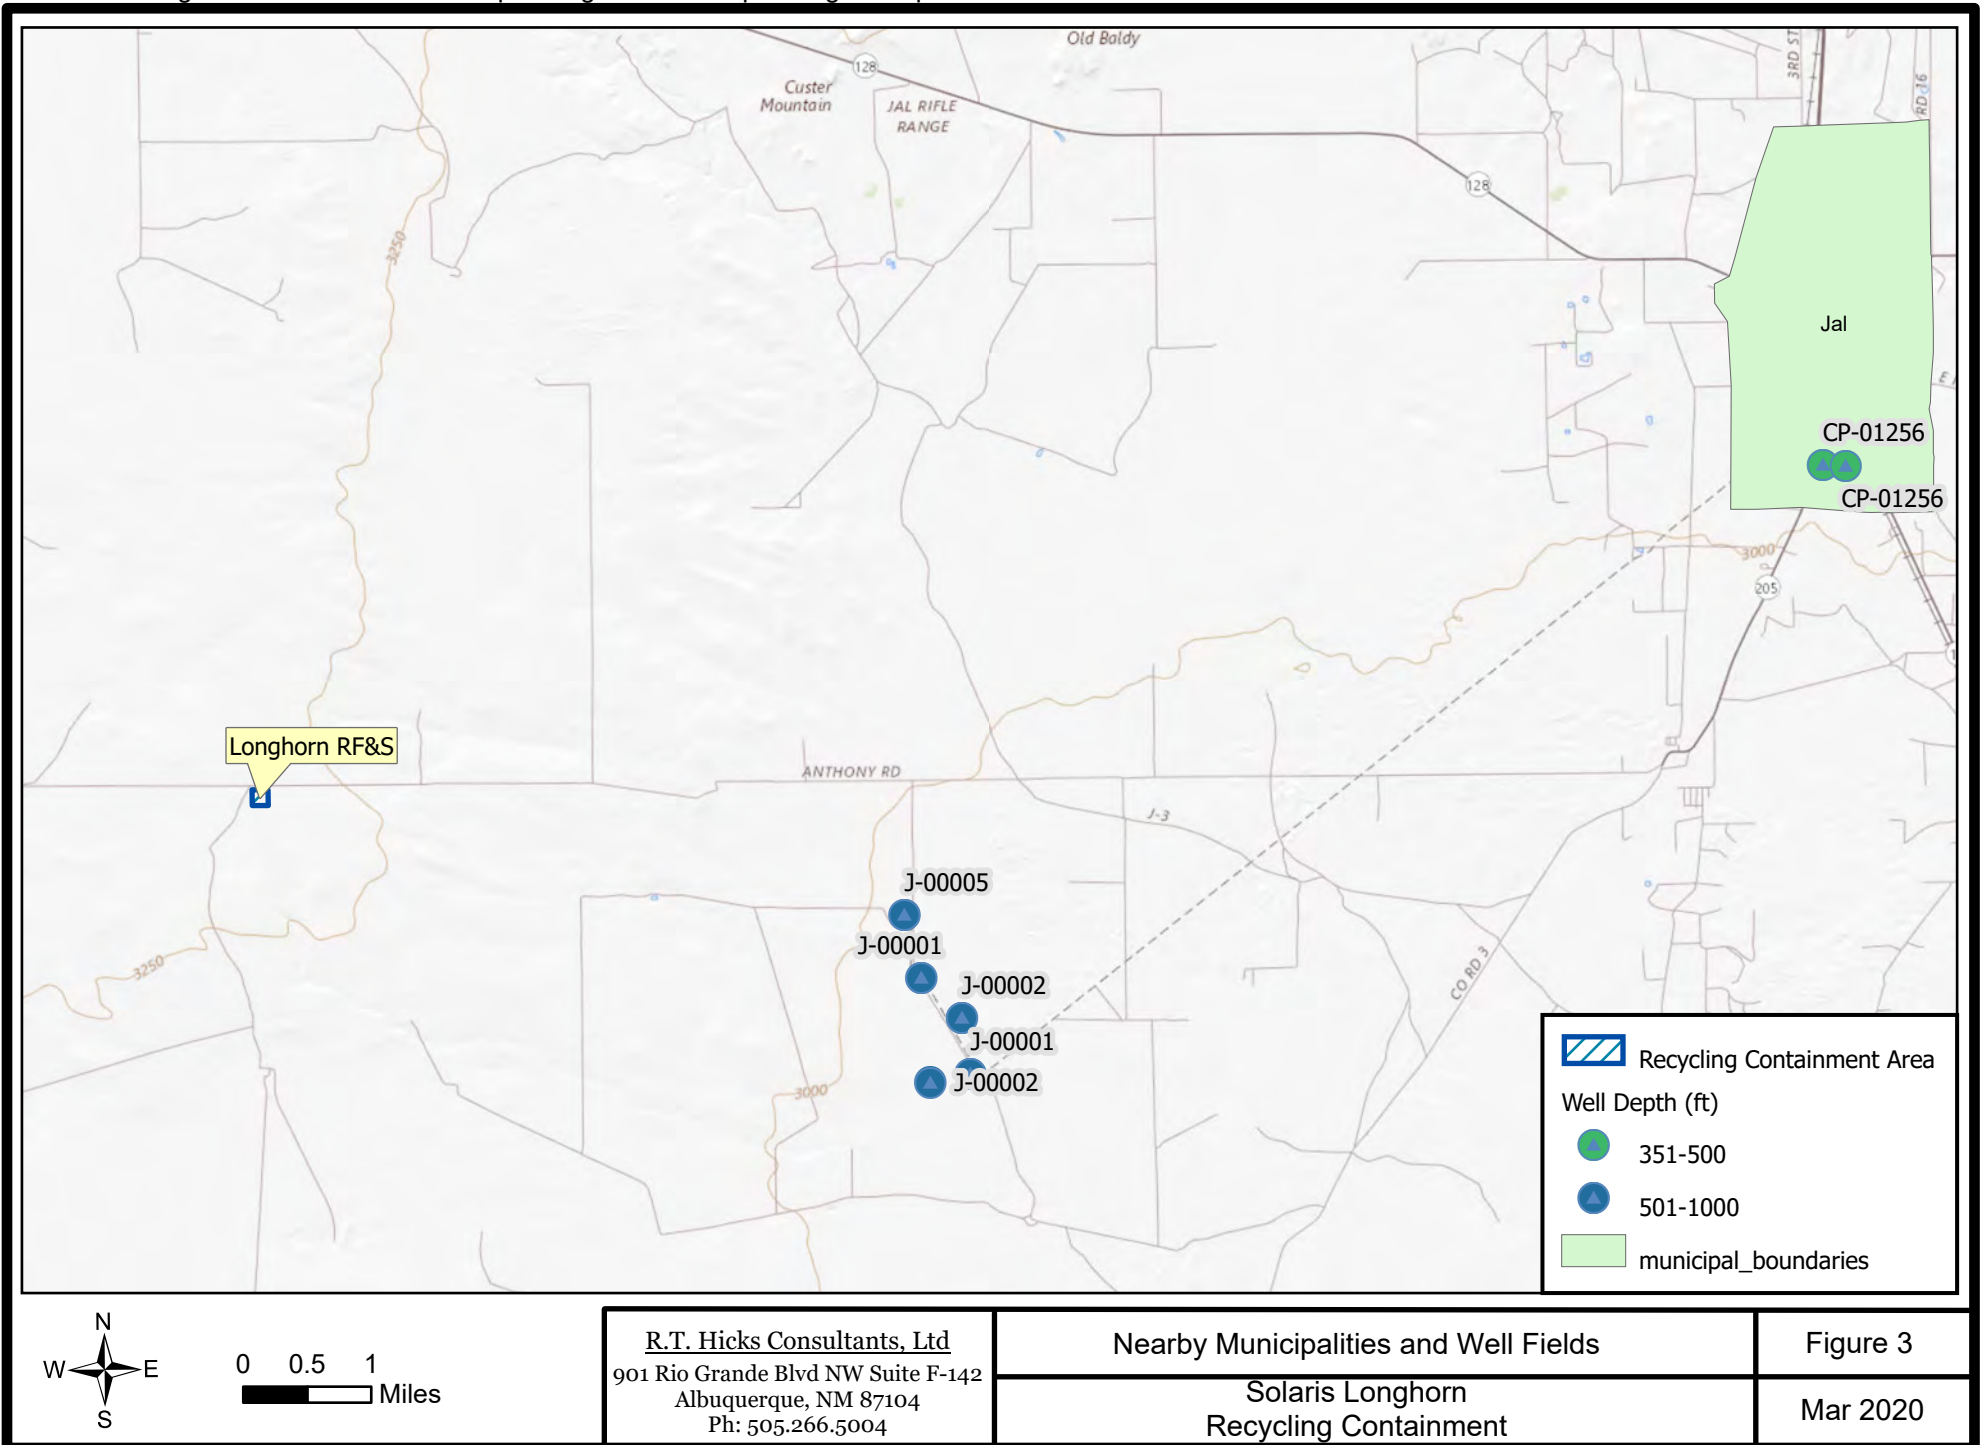 Old Baldy
128
Custer
Mountain
JAL RIFLE
RANGE
3RD ST
RD 16
128
3250
Jal
CP-01256
CP-01256
3000
205
Longhorn RF&S
ANTHONY RD
J-3
J-00005
J-00001
J-00002
J-00001
J-00002
3250
CO RD 3
3000
Recycling Containment Area
Well Depth (ft)
351-500
501-1000
municipal_boundaries
N
W
E
S
0 0.5 1
Miles
R.T. Hicks Consultants, Ltd
901 Rio Grande Blvd NW Suite F-142
Albuquerque, NM 87104
Ph: 505.266.5004
Nearby Municipalities and Well Fields
Solaris Longhorn
Recycling Containment
Figure 3
Mar 2020